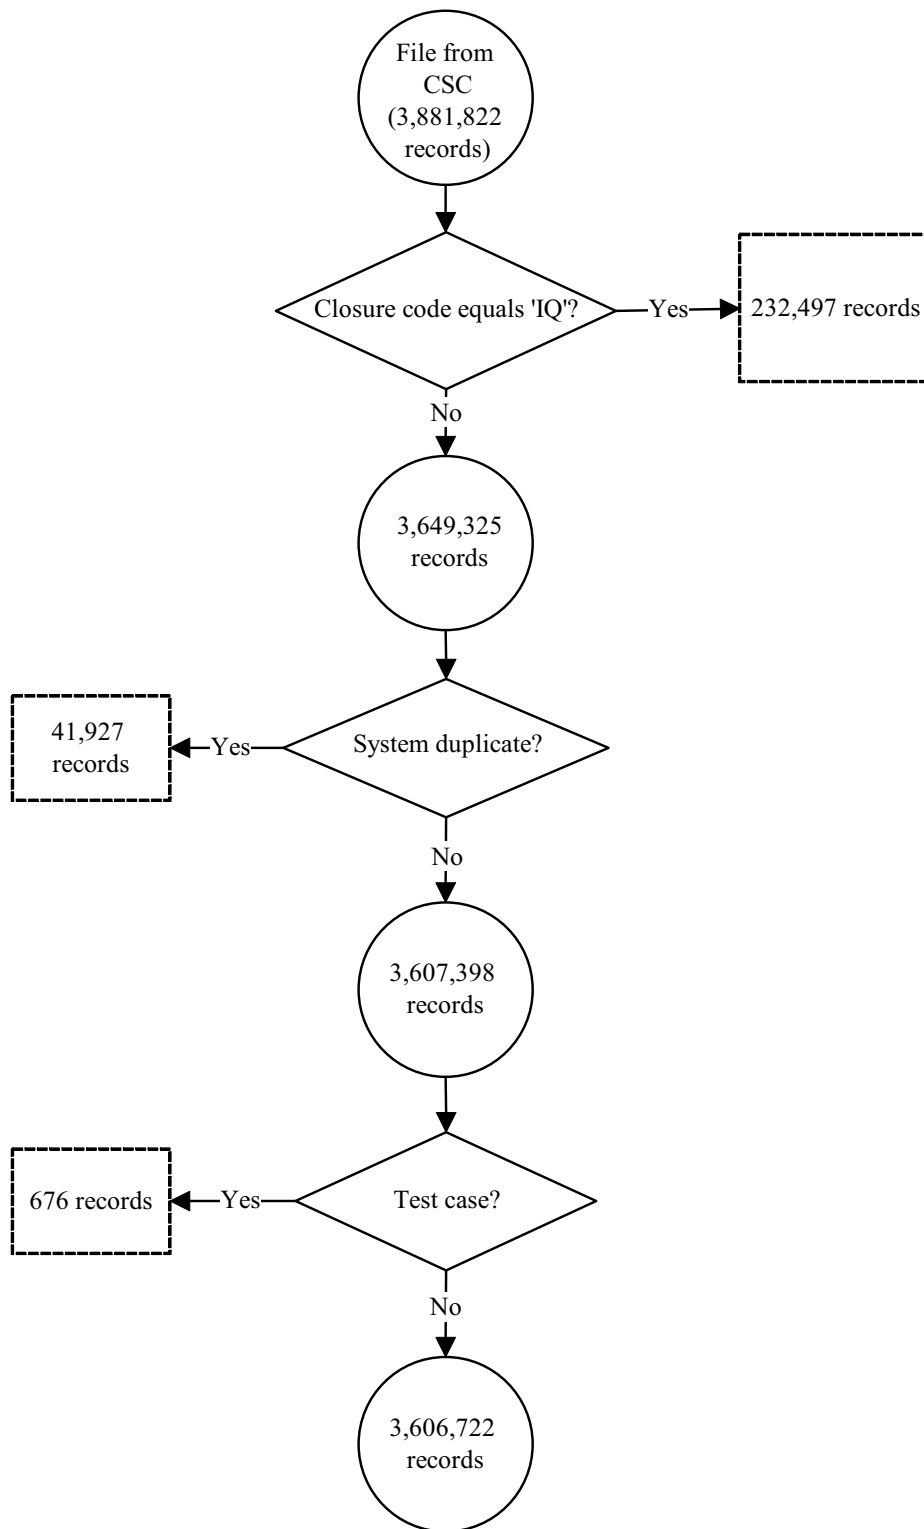 File from
CSC
(3,881,822
records)
Closure code equals 'IQ'?
Yes
232,497 records
No
3,649,325
records
41,927
records
Yes
System duplicate?
No
3,607,398
records
676 records
Yes
Test case?
No
3,606,722
records